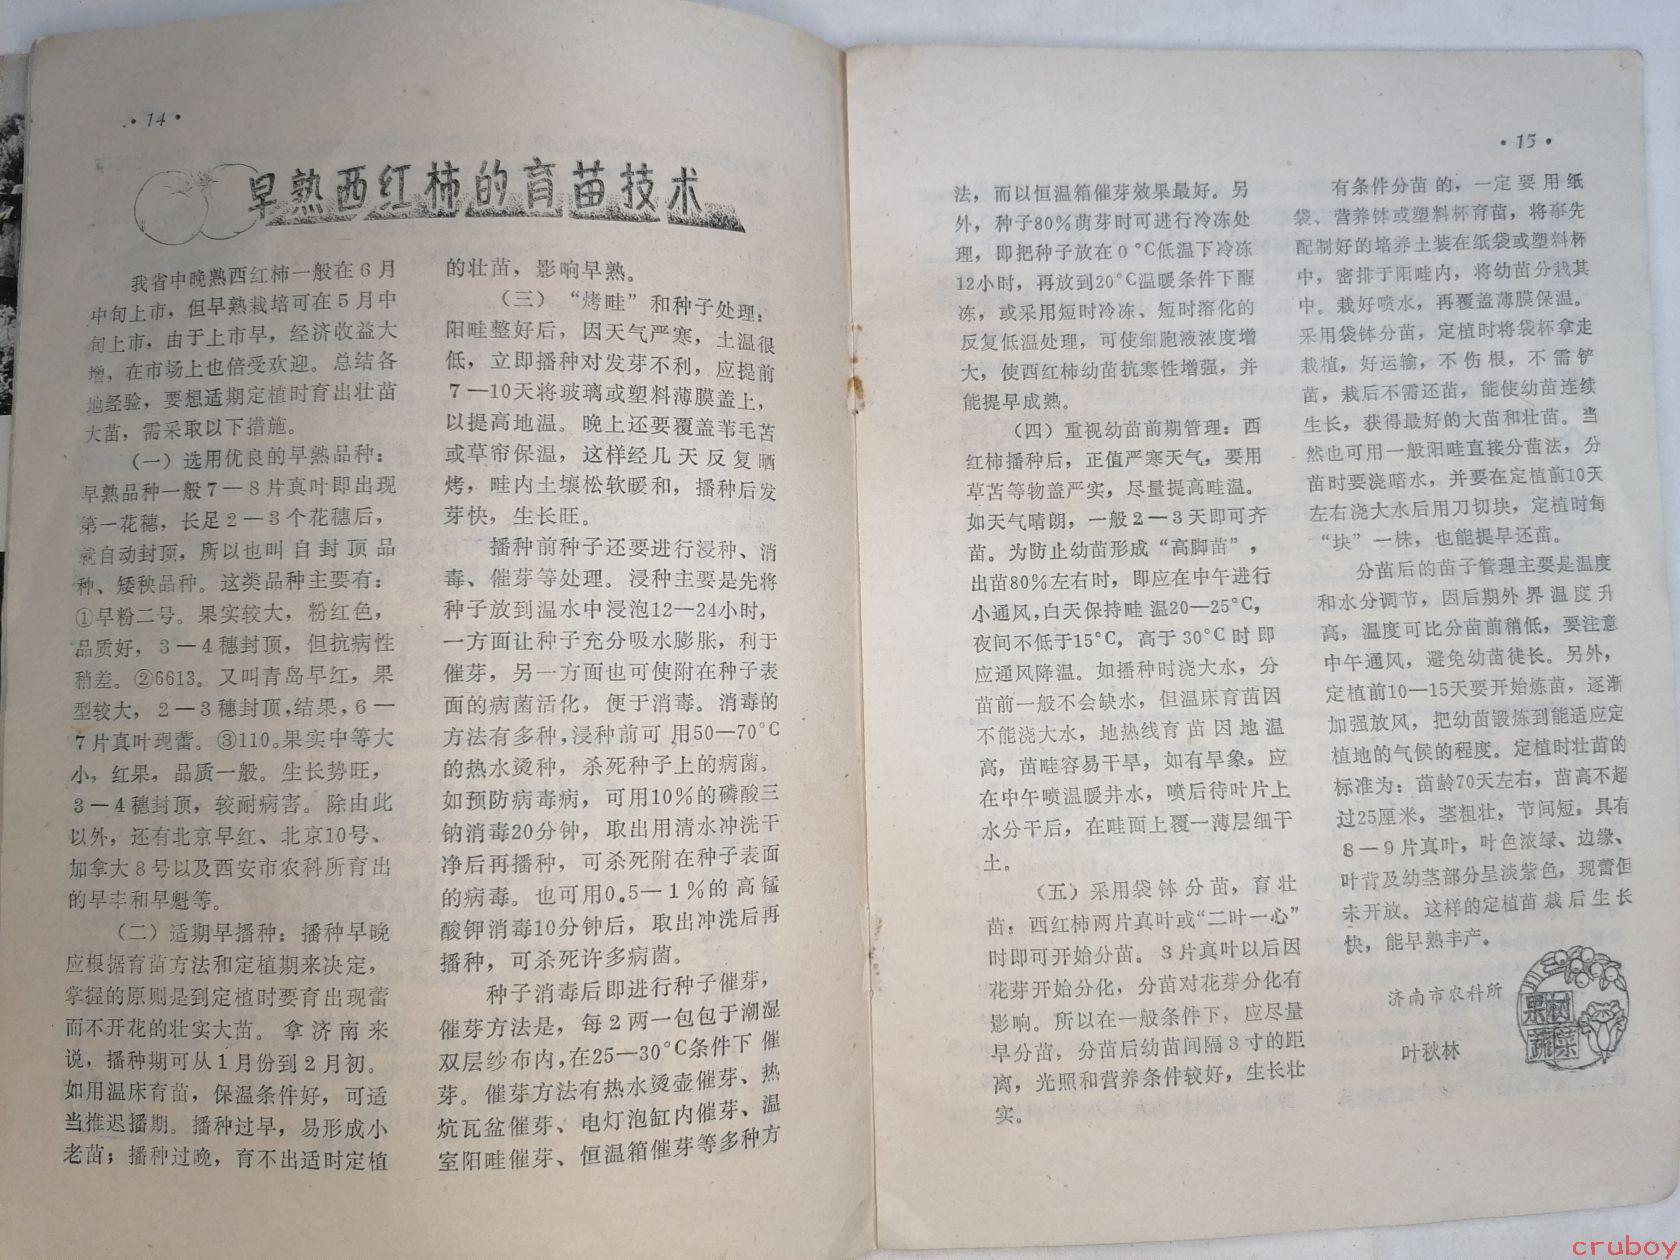 •14•
早熟西红柿的育苗技术
我省中晚熟西红柿一般在6月
中旬上市，但早熟栽培可在5月中
旬上市，由于上市早，经济收益大
增，在市场上也倍受欢迎。总结各
地经验，要想适期定植时育出壮苗
大苗，需采取以下措施。
（一）选用优良的早熟品种：
早熟品种一般7—8片真叶即出现
第一花穗，长足2—3个花穗后，
就自动封顶，所以也叫自封顶品
种、矮秧品种。这类品种主要有：
①早粉二号。果实较大，粉红色，
品质好，3—4穗封顶，但抗病性
稍差。②6613。又叫青岛早红，果
型较大，2—3穗封顶，结果，6—
7片真叶现蕾。③110。果实中等大
小，红果，品质一般。生长势旺，
3—4穗封顶，较耐病害。除由此
以外，还有北京早红、北京10号、
加拿大8号以及西安市农科所育出
的早丰和早魁等。
（二）适期早播种：播种早晚
应根据育苗方法和定植期来决定，
掌握的原则是到定植时要育出现蕾
而不开花的壮实大苗。拿济南来
说，播种期可从1月份到2月初。
如用温床育苗，保温条件好，可适
当推迟播期。播种过早，易形成小
老苗；播种过晚，育不出适时定植
的壮苗，影响早熟。
（三）“烤畦”和种子处理：
阳畦整好后，因天气严寒，土温很
低，立即播种对发芽不利，应提前
7—10天将玻璃或塑料薄膜盖上，
以提高地温。晚上还要覆盖苇毛苫
或草帘保温，这样经几天反复晒
烤，畦内土壤松软暖和，播种后发
芽快，生长旺。
播种前种子还要进行浸种、消
毒、催芽等处理。浸种主要是先将
种子放到温水中浸泡12—24小时，
一方面让种子充分吸水膨胀，利于
催芽，另一方面也可使附在种子表
面的病菌活化，便于消毒。消毒的
方法有多种，浸种前可用50—70°C
的热水烫种，杀死种子上的病菌。
如预防病毒病，可用10%的磷酸三
钠消毒20分钟，取出用清水冲洗干
净后再播种，可杀死附在种子表面
的病毒。也可用0.5—1%的高锰
酸钾消毒10分钟后，取出冲洗后再
播种，可杀死许多病菌。
种子消毒后即进行种子催芽，
催芽方法是，每2两一包包于潮湿
双层纱布内，在25—30°C条件下催
芽。催芽方法有热水烫壶催芽、热
炕瓦盆催芽、电灯泡缸内催芽、温
室阳畦催芽、恒温箱催芽等多种方
•15•
法，而以恒温箱催芽效果最好。另
外，种子80%萌芽时可进行冷冻处
理，即把种子放在0°C低温下冷冻
12小时，再放到20°C温暖条件下醒
冻，或采用短时冷冻、短时溶化的
反复低温处理，可使细胞液浓度增
大，使西红柿幼苗抗寒性增强，并
能提早成熟。
（四）重视幼苗前期管理：西
红柿播种后，正值严寒天气，要用
草苫等物盖严实，尽量提高畦温。
如天气晴朗，一般2—3天即可齐
苗。为防止幼苗形成“高脚苗”，
出苗80%左右时，即应在中午进行
小通风，白天保持畦温20—25°C，
夜间不低于15°C，高于30°C时即
应通风降温。如播种时浇大水，分
苗前一般不会缺水，但温床育苗因
不能浇大水，地热线育苗因地温
高，苗畦容易干旱，如有旱象，应
在中午喷温暖井水，喷后待叶片上
水分干后，在畦面上覆一薄层细干
土。
（五）采用袋钵分苗，育壮
苗：西红柿两片真叶或“二叶一心”
时即可开始分苗。3片真叶以后因
花芽开始分化，分苗对花芽分化有
影响。所以在一般条件下，应尽量
早分苗，分苗后幼苗间隔3寸的距
离，光照和营养条件较好，生长壮
实。
有条件分苗的，一定要用纸
袋、营养钵或塑料杯育苗，将事先
配制好的培养土装在纸袋或塑料杯
中，密排于阳畦内，将幼苗分栽其
中。栽好喷水，再覆盖薄膜保温。
采用袋钵分苗，定植时将袋杯拿走
栽植，好运输，不伤根，不需铲
苗，栽后不需还苗，能使幼苗连续
生长，获得最好的大苗和壮苗。当
然也可用一般阳畦直接分苗法，分
苗时要浇暗水，并要在定植前10天
左右浇大水后用刀切块，定植时每
“块”一株，也能提早还苗。
分苗后的苗子管理主要是温度
和水分调节，因后期外界温度升
高，温度可比分苗前稍低，要注意
中午通风，避免幼苗徒长。另外，
定植前10—15天要开始炼苗，逐渐
加强放风，把幼苗锻炼到能适应定
植地的气候的程度。定植时壮苗的
标准为：苗龄70天左右，苗高不超
过25厘米，茎粗壮，节间短，具有
8—9片真叶，叶色浓绿、边缘、
叶背及幼茎部分呈淡紫色，现蕾但
未开放。这样的定植苗栽后生长
快，能早熟丰产。
济南市农科所
叶秋林
果树
蔬菜
cruboy